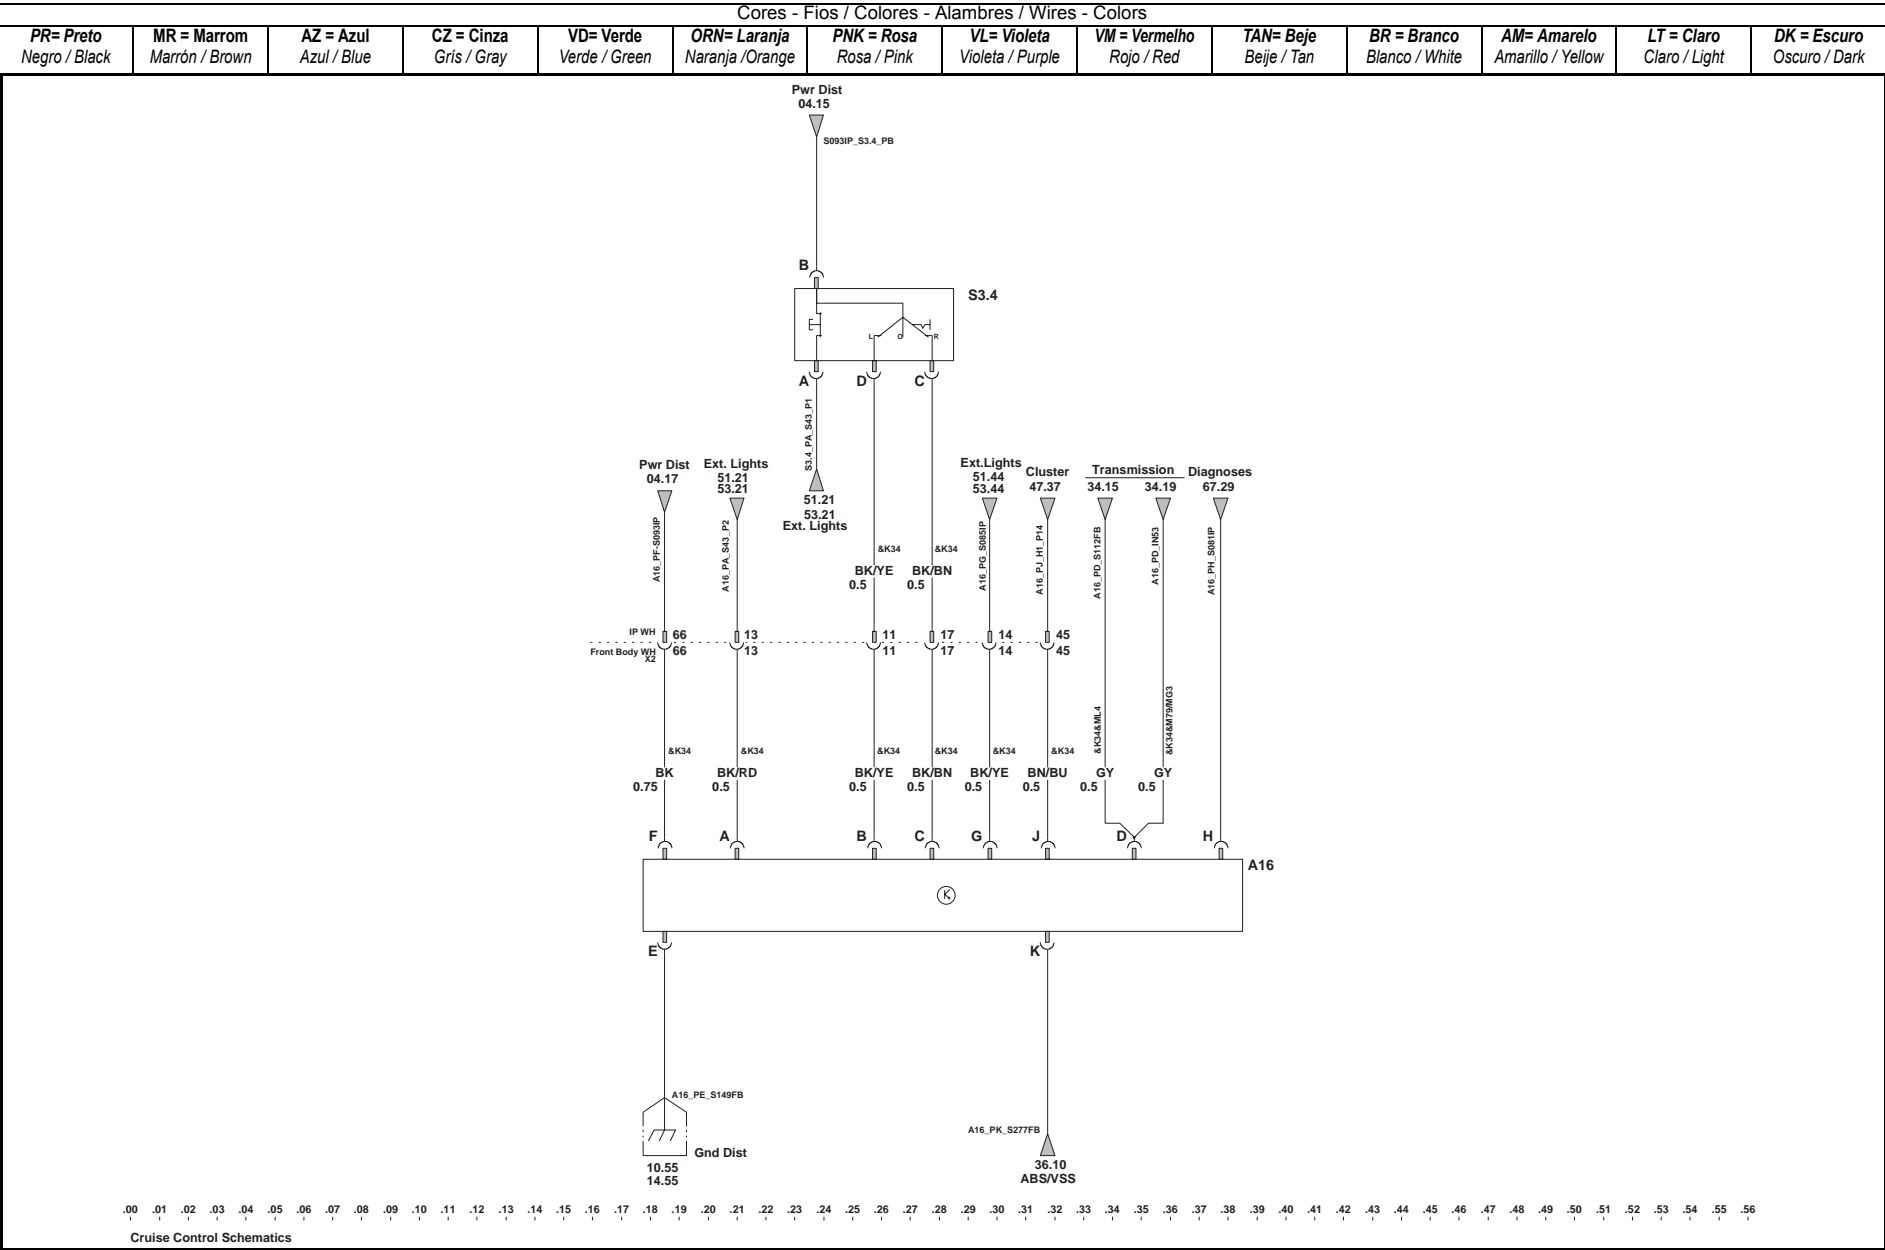 Cores - Fios / Colores - Alambres / Wires - Colors
PR= Preto MR = Marrom AZ = Azul CZ = Cinza VD= Verde ORN= Laranja PNK = Rosa VL= Violeta VM = Vermelho TAN= Beje BR = Branco AM= Amarelo LT = Claro DK = Escuro
Negro / Black Marrón / Brown Azul / Blue Grís / Gray Verde / Green Naranja /Orange Rosa / Pink Violeta / Purple Rojo / Red Beije / Tan Blanco / White Amarillo / Yellow Claro / Light Oscuro / Dark
Pwr Dist
04.15
S093IP_S3.4_PB
B
S3.4
L O R
A D C
S3.4_PA_S43_P1
51.21
53.21
Ext. Lights
Pwr Dist
04.17
Ext. Lights
51.21
53.21
Ext.Lights
51.44
53.44
Cluster
47.37
Transmission
34.15 34.19
Diagnoses
67.29
A16_PF-S093IP
A16_PA_S43_P2
A16_PG_S085IP
A16_PJ_H1_P14
A16_PD_S112FB
A16_PD_IN53
A16_PH_S081IP
&K34 &K34
BK/YE BK/BN
0.5 0.5
IP WH 66 13 11 17 14 45
Front Body WH 66 13 11 17 14 45
X2
&K34&ML4
&K34&M79/MG3
&K34 &K34 &K34 &K34 &K34 &K34
BK BK/RD BK/YE BK/BN BK/YE BN/BU GY GY
0.75 0.5 0.5 0.5 0.5 0.5 0.5 0.5
F A B C G J D H
A16
K
E K
A16_PE_S149FB
Gnd Dist
10.55
14.55
A16_PK_S277FB
36.10
ABS/VSS
.00 .01 .02 .03 .04 .05 .06 .07 .08 .09 .10 .11 .12 .13 .14 .15 .16 .17 .18 .19 .20 .21 .22 .23 .24 .25 .26 .27 .28 .29 .30 .31 .32 .33 .34 .35 .36 .37 .38 .39 .40 .41 .42 .43 .44 .45 .46 .47 .48 .49 .50 .51 .52 .53 .54 .55 .56
Cruise Control Schematics